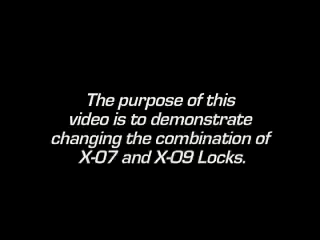 The purpose of this
video is to demonstrate
changing the combination of
X-07 and X-09 Locks.